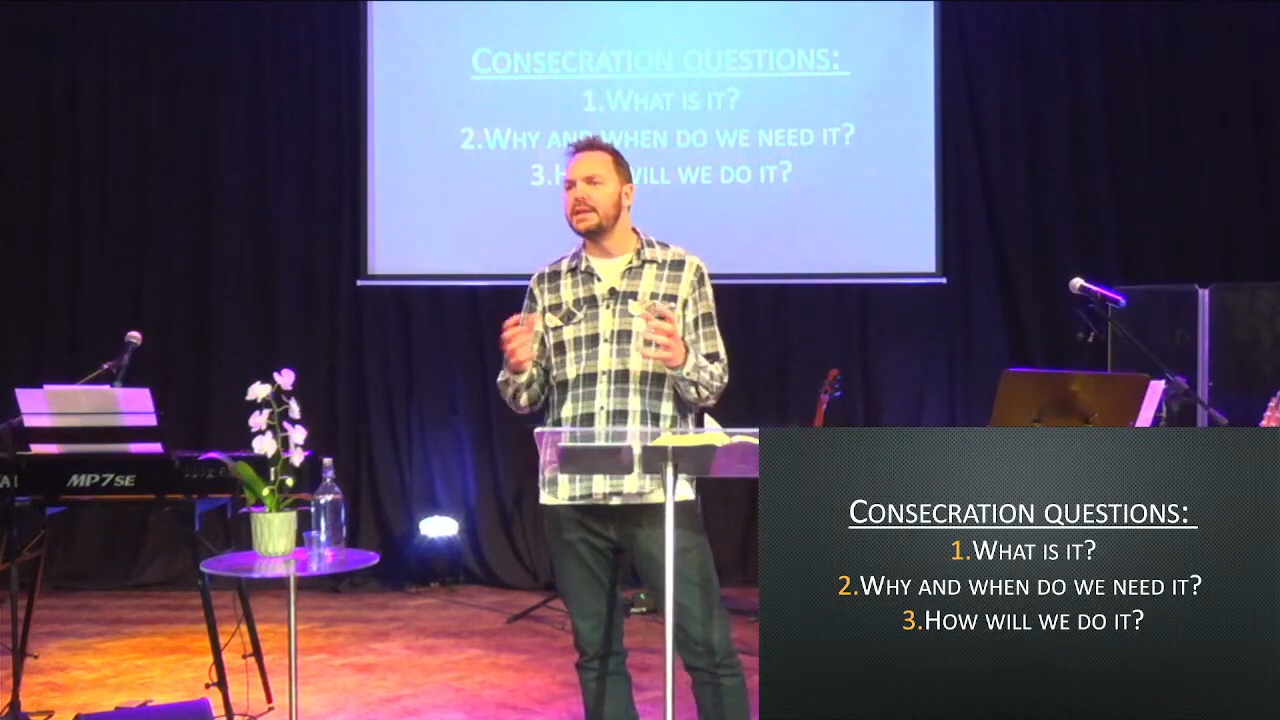 CONSECRATION QUESTIONS:
1.WHAT IS IT?
2.WHY AND WHEN DO WE NEED IT?
3.H WILL WE DO IT?
MP7SE
CONSECRATION QUESTIONS:
1.WHAT IS IT?
2.WHY AND WHEN DO WE NEED IT?
3.HOW WILL WE DO IT?